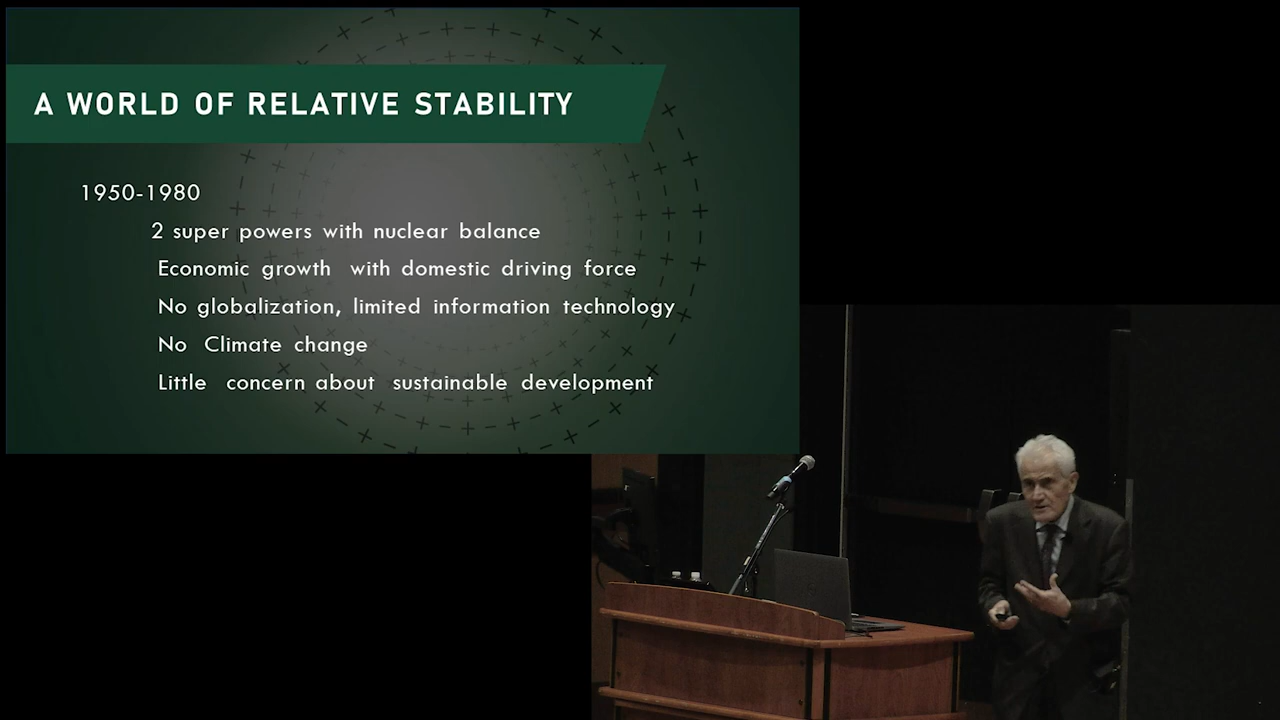 A WORLD OF RELATIVE STABILITY
1950-1980
2 super powers with nuclear balance
Economic growth with domestic driving force
No globalization, limited information technology
No Climate change
Little concern about sustainable development